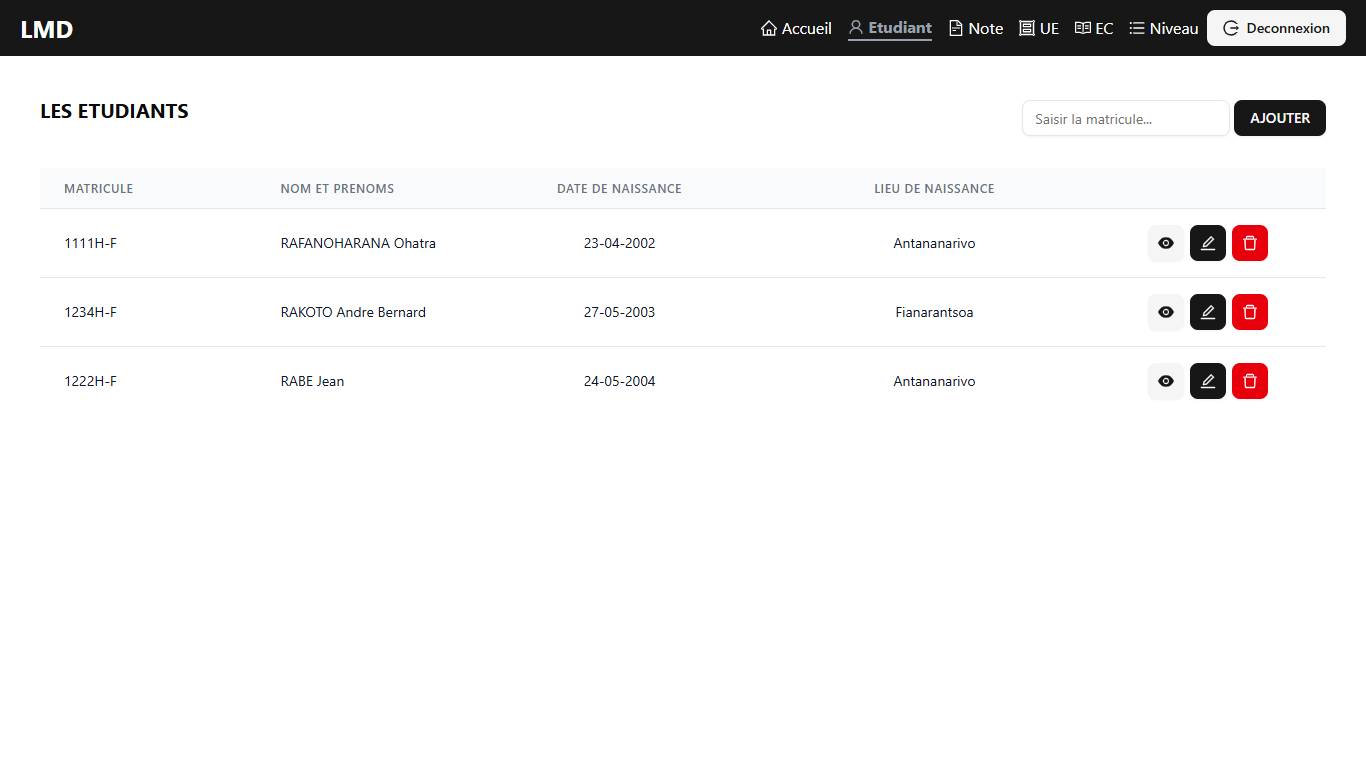 LMD
Accueil Etudiant Note UE EC Niveau Deconnexion
LES ETUDIANTS
Saisir la matricule... AJOUTER
MATRICULE NOM ET PRENOMS DATE DE NAISSANCE LIEU DE NAISSANCE
1111H-F RAFANOHARANA Ohatra 23-04-2002 Antananarivo
1234H-F RAKOTO Andre Bernard 27-05-2003 Fianarantsoa
1222H-F RABE Jean 24-05-2004 Antananarivo